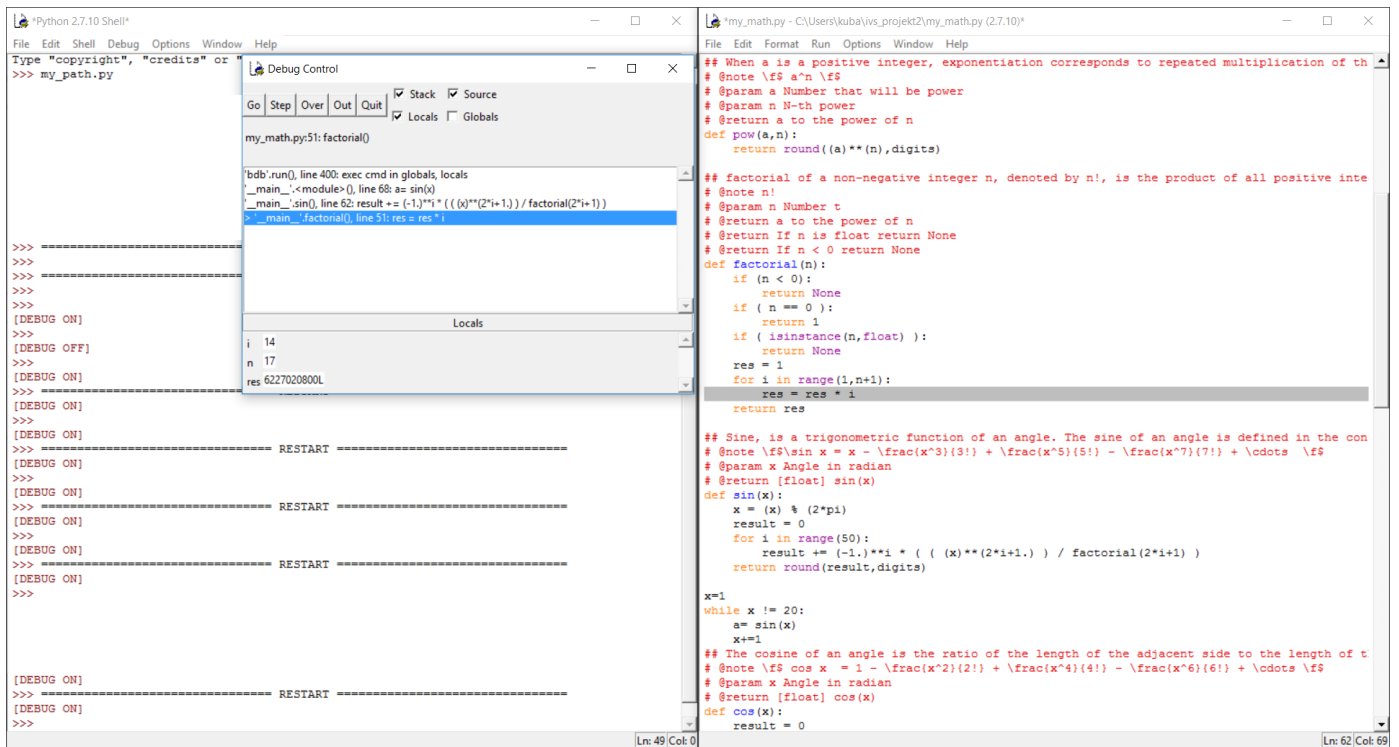 *Python 2.7.10 Shell*
File Edit Shell Debug Options Window Help
Type "copyright", "credits" or "
>>> my_path.py
>>> ================================
>>>
>>> ================================
>>>
>>>
[DEBUG ON]
>>>
[DEBUG OFF]
>>>
[DEBUG ON]
>>> ================================
[DEBUG ON]
>>>
[DEBUG ON]
>>> ================================ RESTART ================================
[DEBUG ON]
>>>
[DEBUG ON]
>>> ================================ RESTART ================================
[DEBUG ON]
>>>
[DEBUG ON]
>>> ================================ RESTART ================================
[DEBUG ON]
>>>
[DEBUG ON]
>>> ================================ RESTART ================================
[DEBUG ON]
>>>
Ln: 49 Col: 0
Debug Control
Go Step Over Out Quit
Stack Source
Locals Globals
my_math.py:51: factorial()
'bdb'.run(), line 400: exec cmd in globals, locals
'__main__'.<module>(), line 68: a= sin(x)
'__main__'.sin(), line 62: result += (-1.)**i * ( ( (x)**(2*i+1.) ) / factorial(2*i+1) )
> '__main__'.factorial(), line 51: res = res * i
Locals
i 14
n 17
res 6227020800L
*my_math.py - C:\Users\kuba\ivs_projekt2\my_math.py (2.7.10)*
File Edit Format Run Options Window Help
## When a is a positive integer, exponentiation corresponds to repeated multiplication of th
# @note \f$ a^n \f$
# @param a Number that will be power
# @param n N-th power
# @return a to the power of n
def pow(a,n):
    return round((a)**(n),digits)
## factorial of a non-negative integer n, denoted by n!, is the product of all positive inte
# @note n!
# @param n Number t
# @return a to the power of n
# @return If n is float return None
# @return If n < 0 return None
def factorial(n):
    if (n < 0):
        return None
    if ( n == 0 ):
        return 1
    if ( isinstance(n,float) ):
        return None
    res = 1
    for i in range(1,n+1):
        res = res * i
    return res
## Sine, is a trigonometric function of an angle. The sine of an angle is defined in the con
# @note \f$\sin x = x - \frac{x^3}{3!} + \frac{x^5}{5!} - \frac{x^7}{7!} + \cdots  \f$
# @param x Angle in radian
# @return [float] sin(x)
def sin(x):
    x = (x) % (2*pi)
    result = 0
    for i in range(50):
        result += (-1.)**i * ( ( (x)**(2*i+1.) ) / factorial(2*i+1) )
    return round(result,digits)
x=1
while x != 20:
    a= sin(x)
    x+=1
## The cosine of an angle is the ratio of the length of the adjacent side to the length of t
# @note \f$ cos x  = 1 - \frac{x^2}{2!} + \frac{x^4}{4!} - \frac{x^6}{6!} + \cdots \f$
# @param x Angle in radian
# @return [float] cos(x)
def cos(x):
    result = 0
Ln: 62 Col: 69